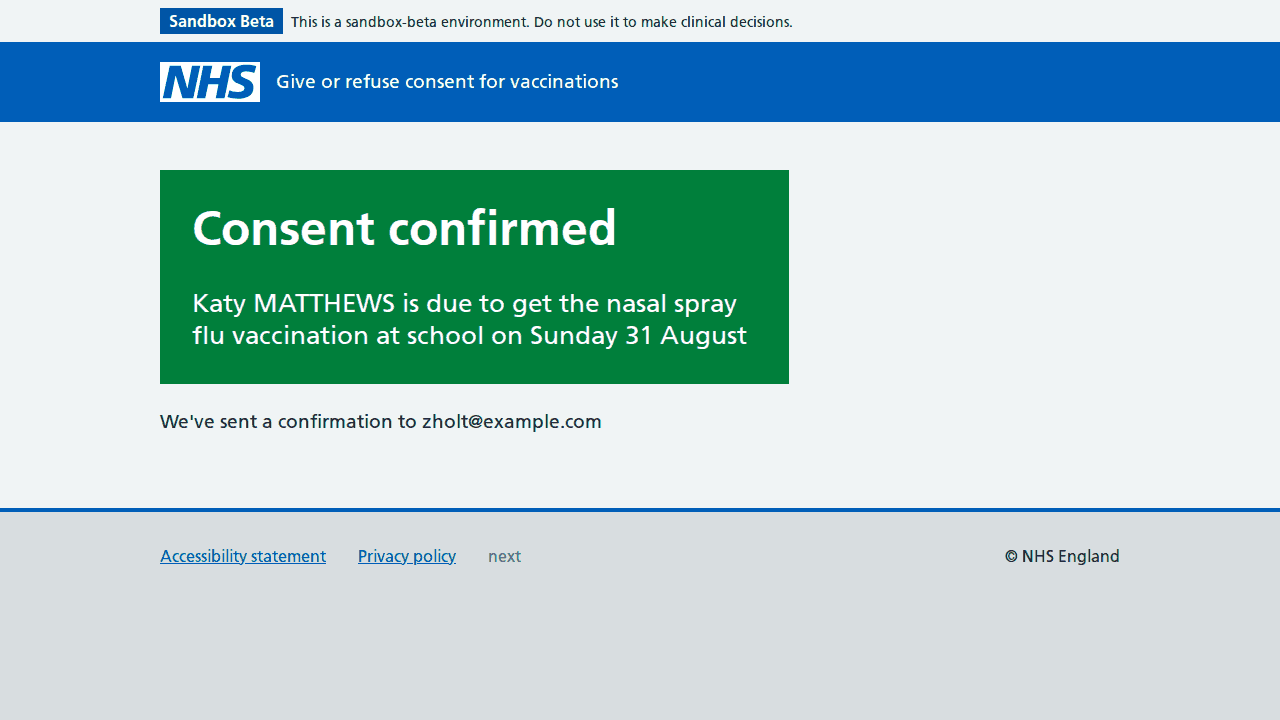 Sandbox Beta This is a sandbox-beta environment. Do not use it to make clinical decisions.
NHS Give or refuse consent for vaccinations
Consent confirmed
Katy MATTHEWS is due to get the nasal spray
flu vaccination at school on Sunday 31 August
We've sent a confirmation to zholt@example.com
Accessibility statement Privacy policy next © NHS England